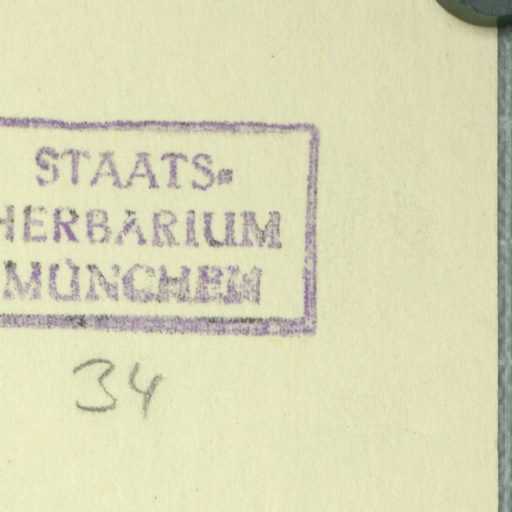 STAATS=
HERBARIUM
MÜNCHEN
34